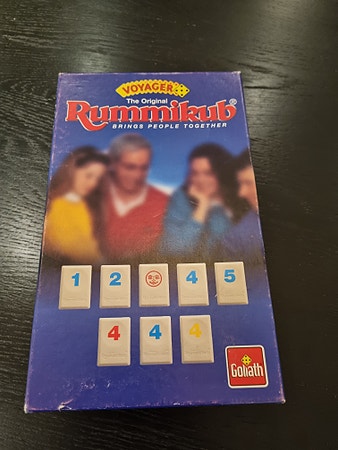 VOYAGER
The Original
Rummikub®
BRINGS PEOPLE TOGETHER
1 2 4 5
4 4 4
Goliath